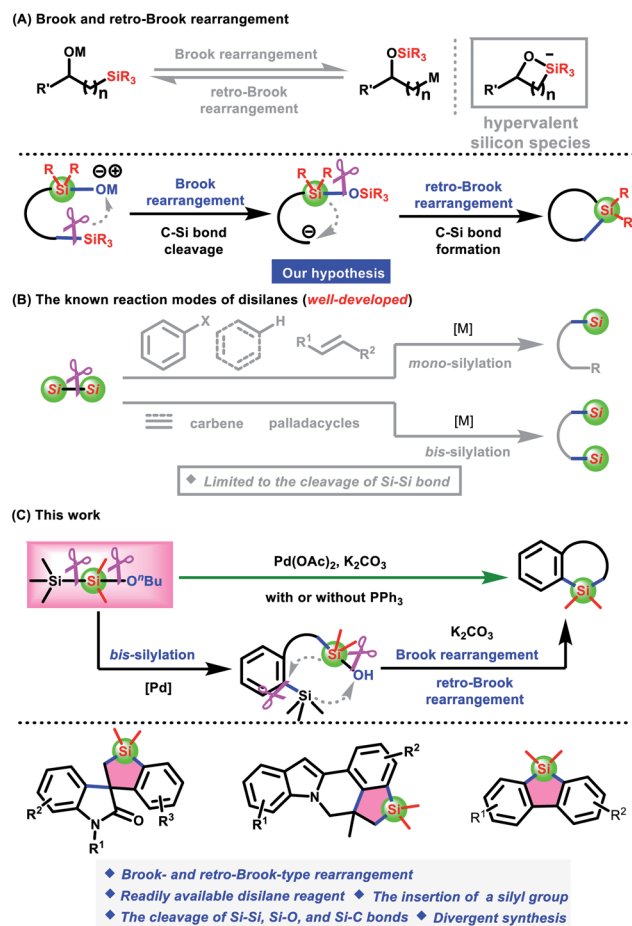 (A) Brook and retro-Brook rearrangement
OM
R'
SiR3
( )n
Brook rearrangement
retro-Brook
rearrangement
OSiR3
R'
M
( )n
O
−
SiR3
( )n
hypervalent
silicon species
R R
Si
OM
⊖⊕
SiR3
Brook
rearrangement
C-Si bond
cleavage
R R
Si
OSiR3
⊖
Our hypothesis
retro-Brook
rearrangement
C-Si bond
formation
Si
R
R
(B) The known reaction modes of disilanes (well-developed)
X
H
R1
R2
[M]
mono-silylation
Si
R
Si Si
carbene
palladacycles
[M]
bis-silylation
Si
Si
◆ Limited to the cleavage of Si-Si bond
(C) This work
Si Si OnBu
Pd(OAc)2, K2CO3
with or without PPh3
Si
bis-silylation
[Pd]
Si
OH
Si
K2CO3
Brook rearrangement
retro-Brook
rearrangement
Si
R2
N
R1
O
R3
R1
N
R2
Si
Si
R1
R2
◆ Brook- and retro-Brook-type rearrangement
◆ Readily available disilane reagent ◆ The insertion of a silyl group
◆ The cleavage of Si-Si, Si-O, and Si-C bonds ◆ Divergent synthesis